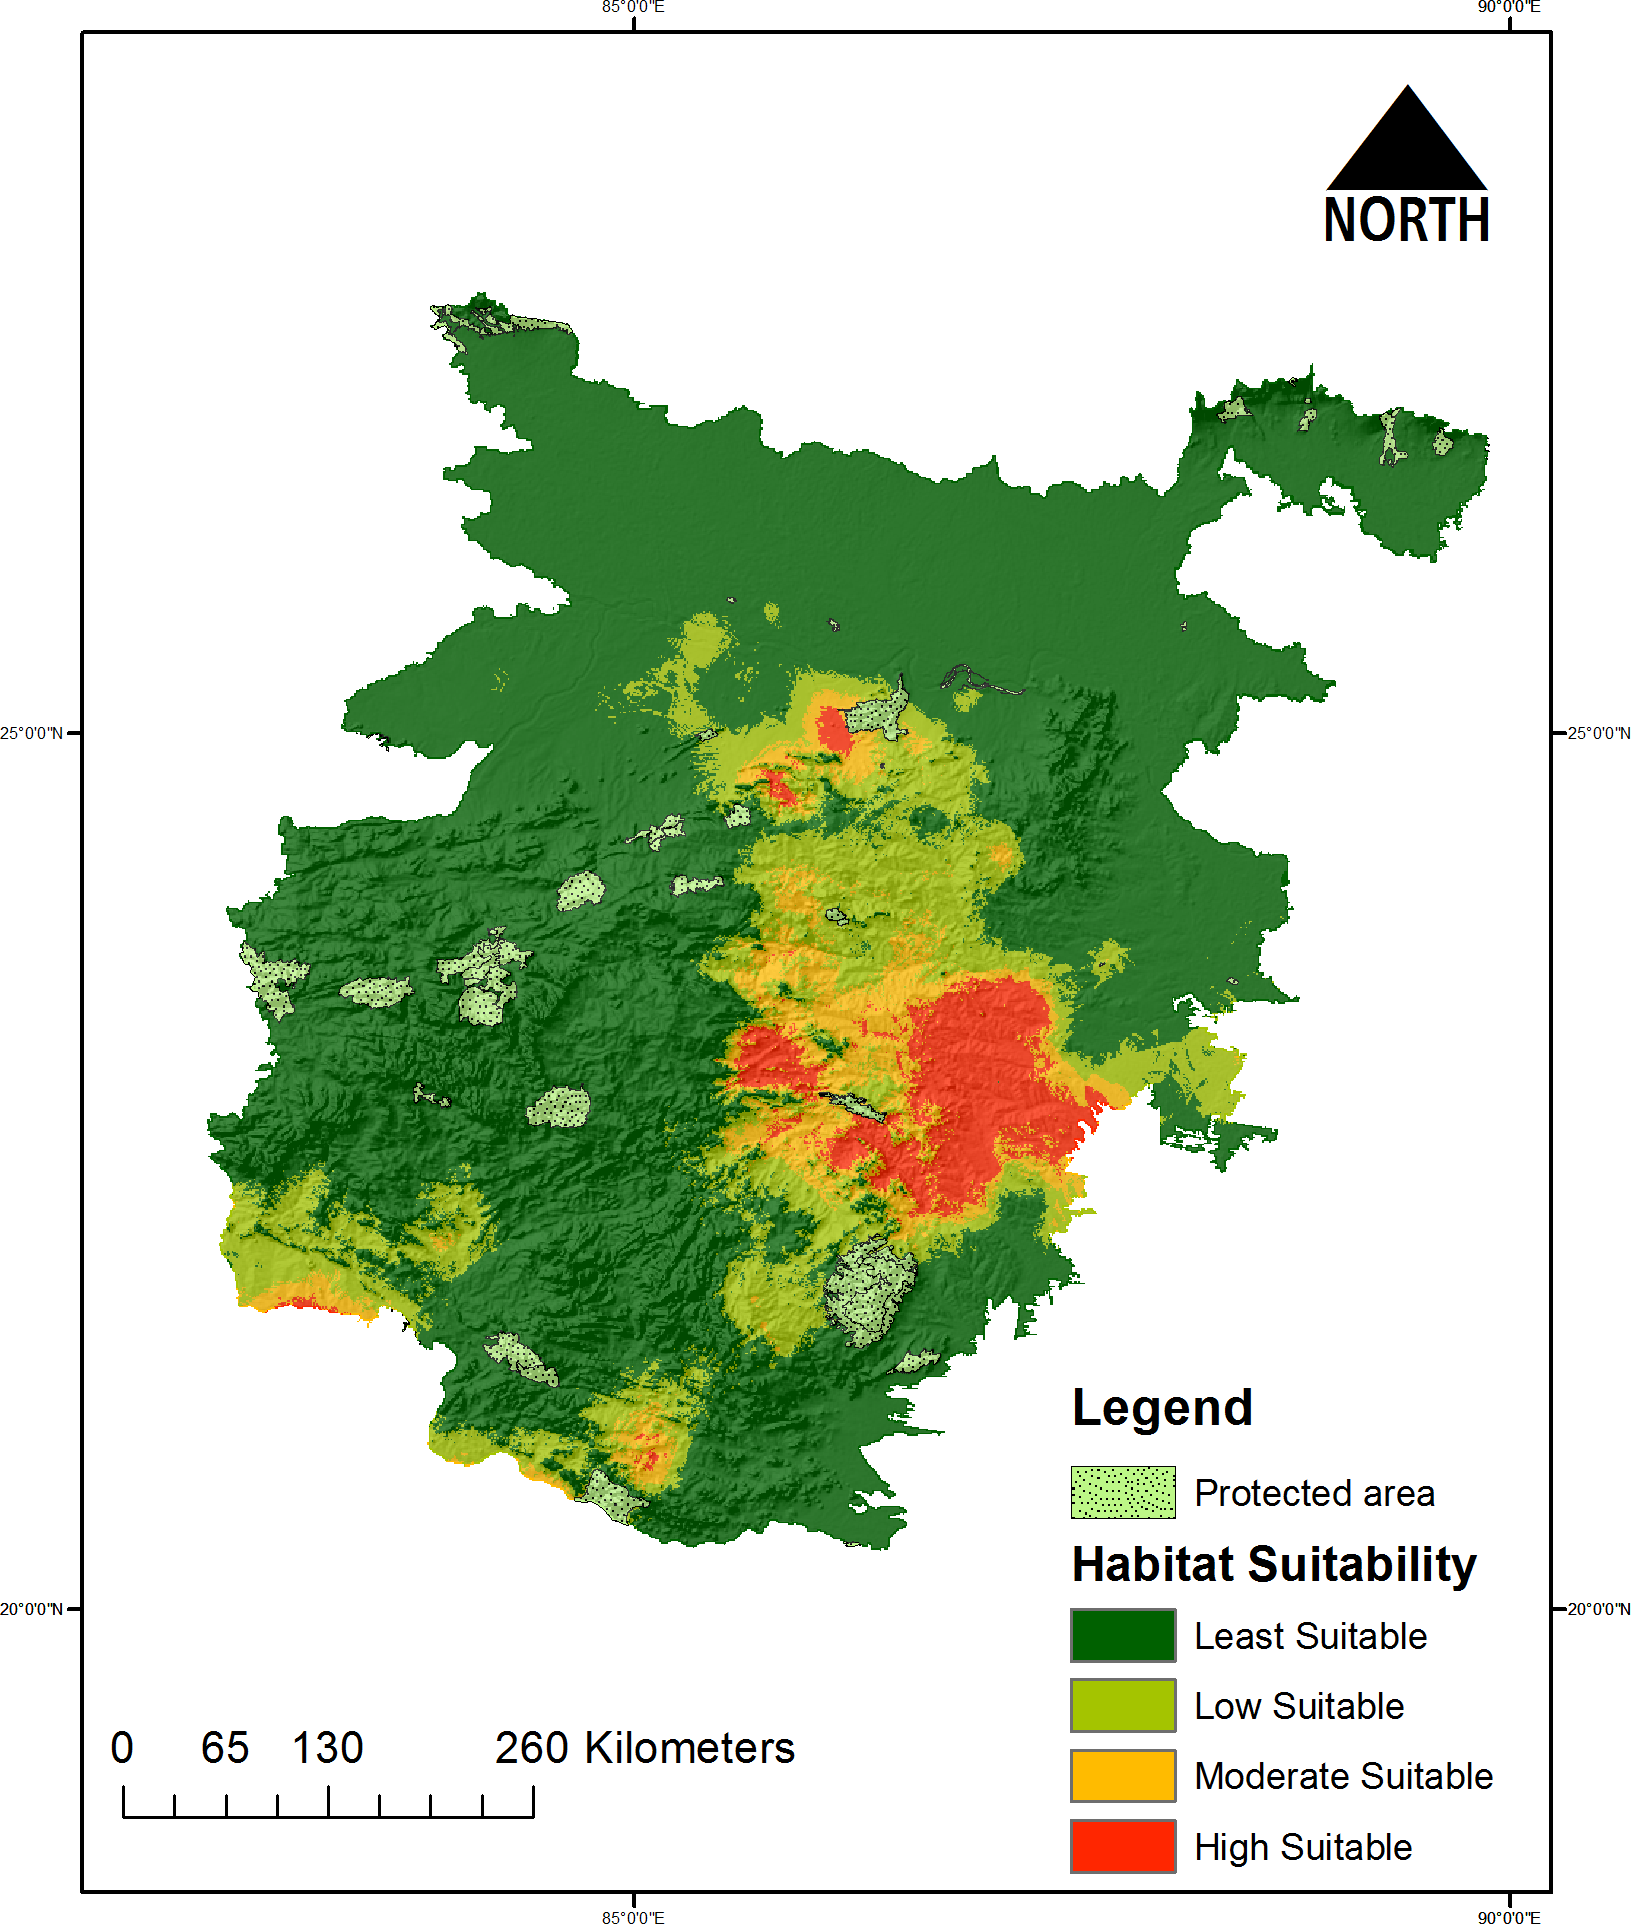 85°0'0"E
90°0'0"E
NORTH
25°0'0"N
25°0'0"N
Legend
Protected area
Habitat Suitability
20°0'0"N
20°0'0"N
Least Suitable
Low Suitable
0 65 130 260 Kilometers
Moderate Suitable
High Suitable
85°0'0"E
90°0'0"E